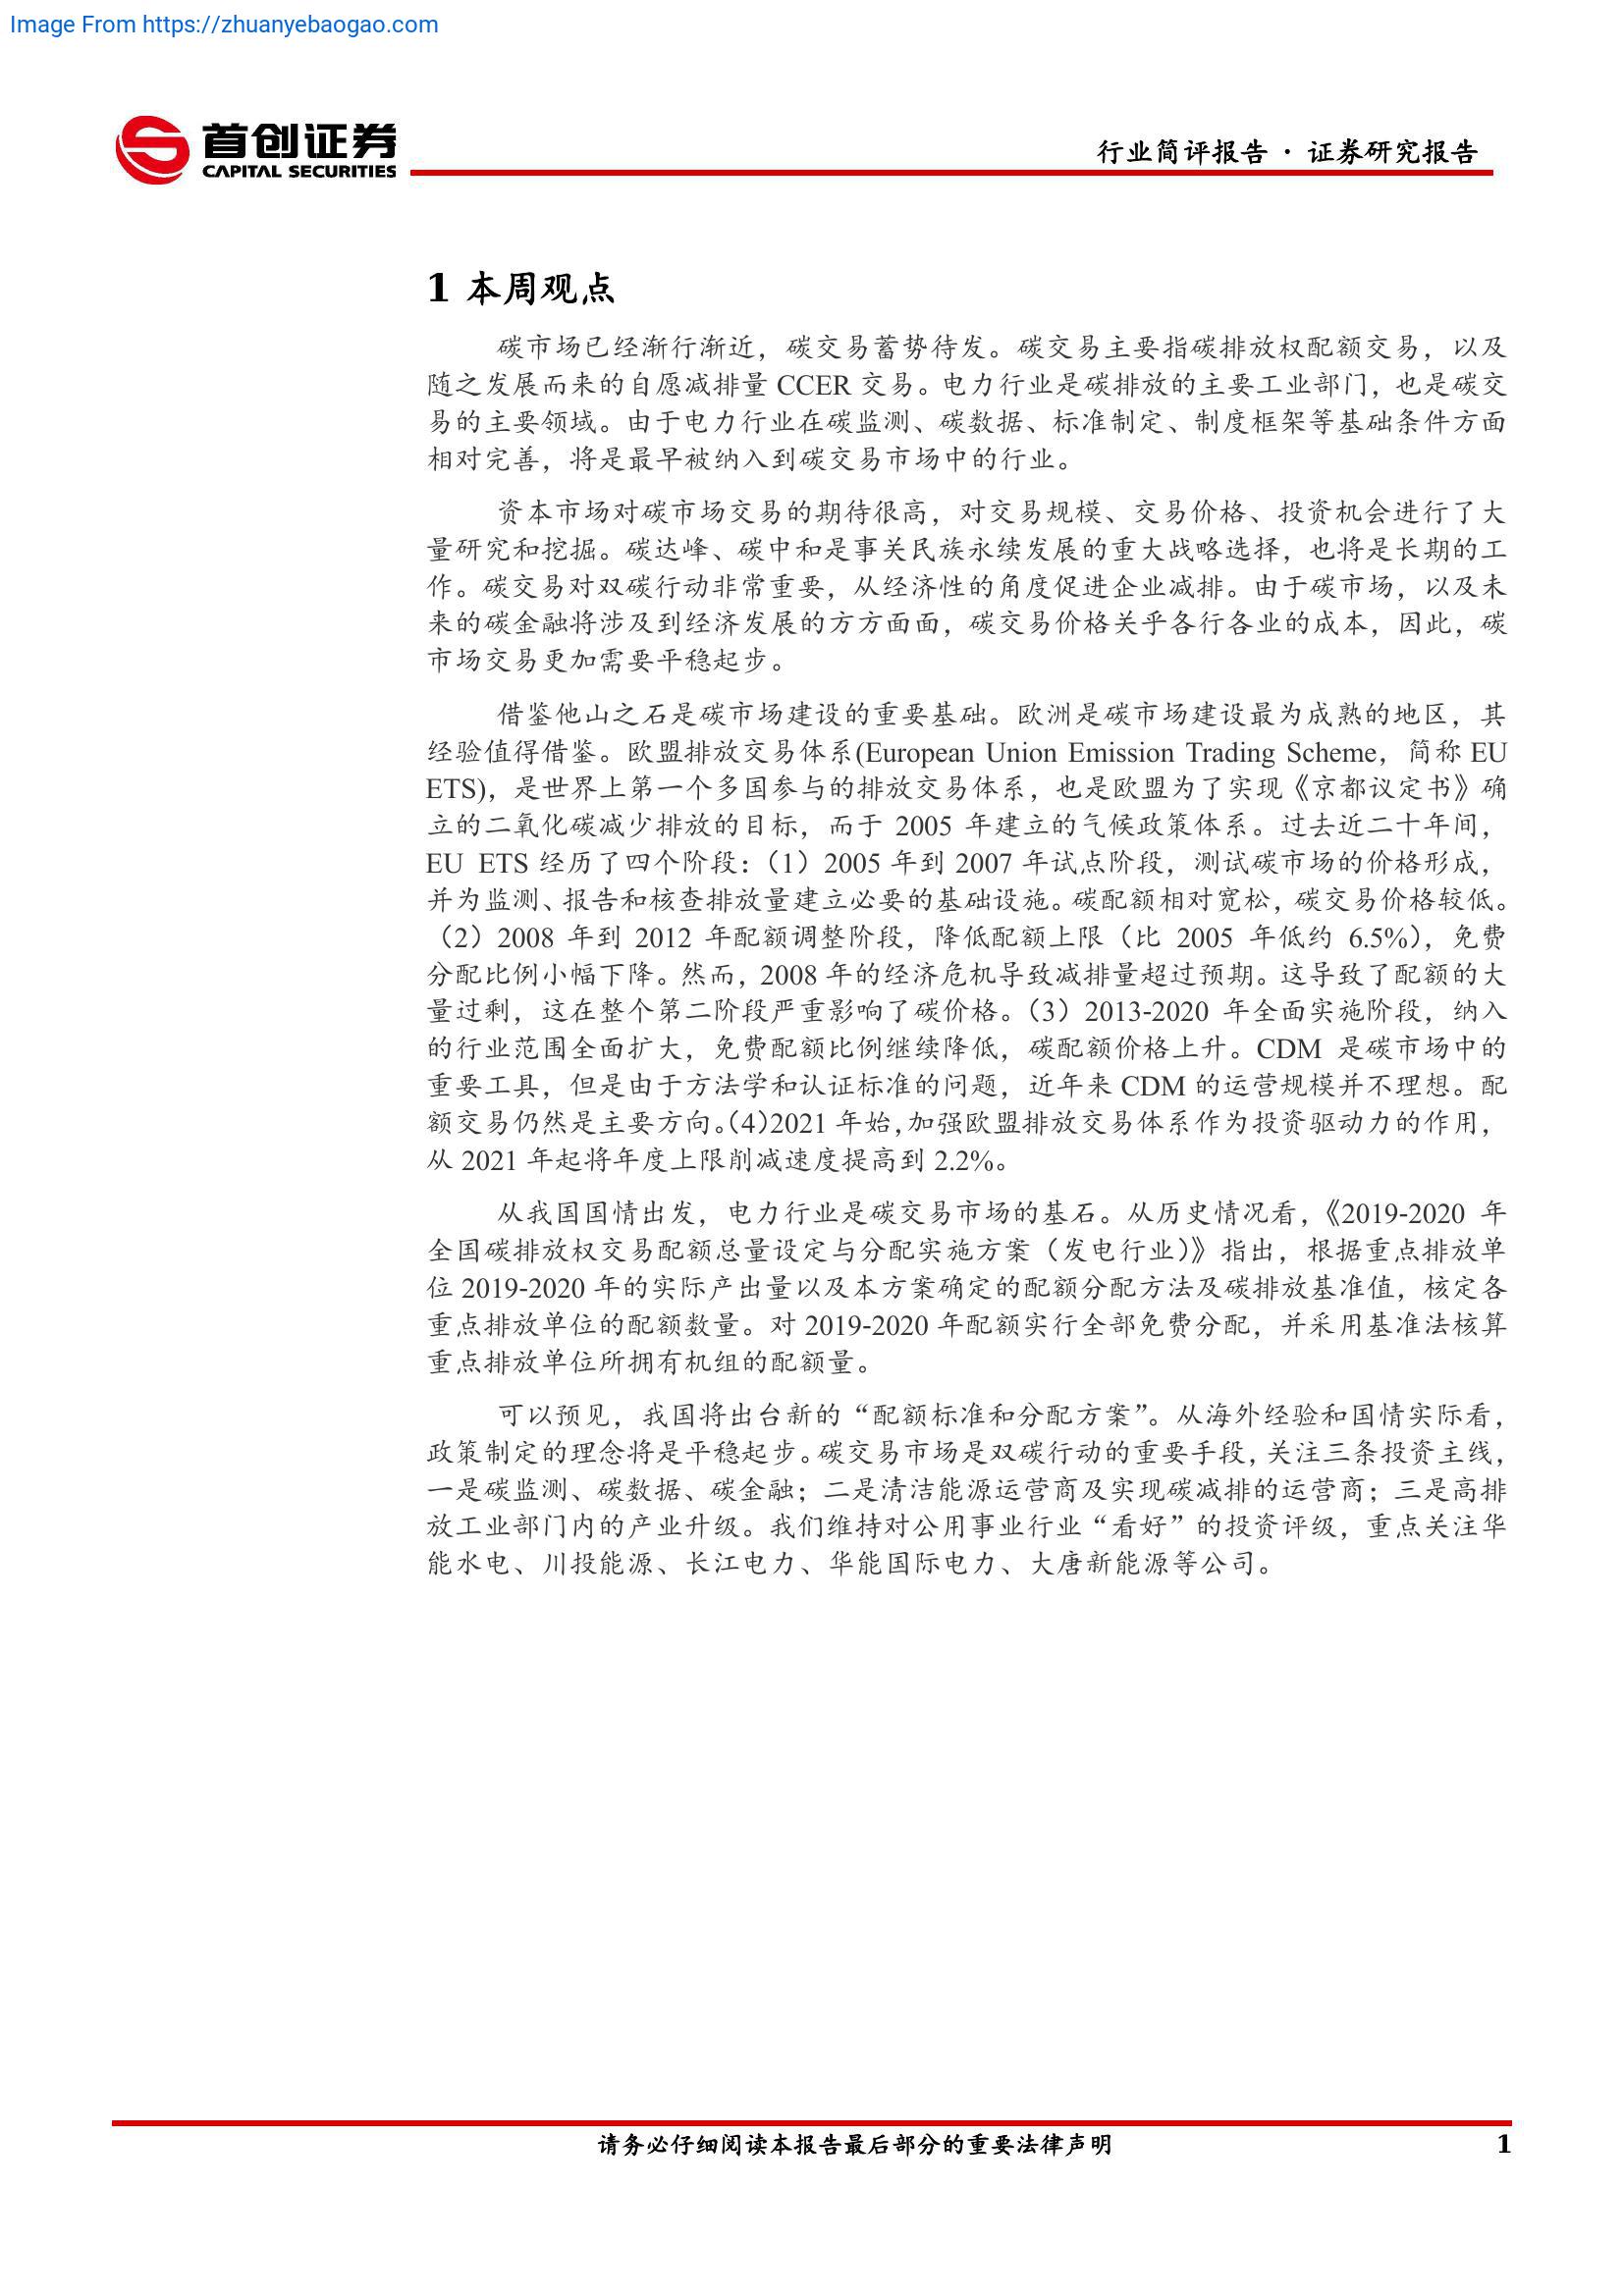 Image From https://zhuanyebaogao.com
首创证券
CAPITAL SECURITIES
行业简评报告 · 证券研究报告
1 本周观点
碳市场已经渐行渐近，碳交易蓄势待发。碳交易主要指碳排放权配额交易，以及
随之发展而来的自愿减排量 CCER 交易。电力行业是碳排放的主要工业部门，也是碳交
易的主要领域。由于电力行业在碳监测、碳数据、标准制定、制度框架等基础条件方面
相对完善，将是最早被纳入到碳交易市场中的行业。
资本市场对碳市场交易的期待很高，对交易规模、交易价格、投资机会进行了大
量研究和挖掘。碳达峰、碳中和是事关民族永续发展的重大战略选择，也将是长期的工
作。碳交易对双碳行动非常重要，从经济性的角度促进企业减排。由于碳市场，以及未
来的碳金融将涉及到经济发展的方方面面，碳交易价格关乎各行各业的成本，因此，碳
市场交易更加需要平稳起步。
借鉴他山之石是碳市场建设的重要基础。欧洲是碳市场建设最为成熟的地区，其
经验值得借鉴。欧盟排放交易体系(European Union Emission Trading Scheme，简称 EU
ETS)，是世界上第一个多国参与的排放交易体系，也是欧盟为了实现《京都议定书》确
立的二氧化碳减少排放的目标，而于 2005 年建立的气候政策体系。过去近二十年间，
EU ETS 经历了四个阶段：（1）2005 年到 2007 年试点阶段，测试碳市场的价格形成，
并为监测、报告和核查排放量建立必要的基础设施。碳配额相对宽松，碳交易价格较低。
（2）2008 年到 2012 年配额调整阶段，降低配额上限（比 2005 年低约 6.5%），免费
分配比例小幅下降。然而，2008 年的经济危机导致减排量超过预期。这导致了配额的大
量过剩，这在整个第二阶段严重影响了碳价格。（3）2013-2020 年全面实施阶段，纳入
的行业范围全面扩大，免费配额比例继续降低，碳配额价格上升。CDM 是碳市场中的
重要工具，但是由于方法学和认证标准的问题，近年来 CDM 的运营规模并不理想。配
额交易仍然是主要方向。（4)2021 年始，加强欧盟排放交易体系作为投资驱动力的作用，
从 2021 年起将年度上限削减速度提高到 2.2%。
从我国国情出发，电力行业是碳交易市场的基石。从历史情况看，《2019-2020 年
全国碳排放权交易配额总量设定与分配实施方案（发电行业）》指出，根据重点排放单
位 2019-2020 年的实际产出量以及本方案确定的配额分配方法及碳排放基准值，核定各
重点排放单位的配额数量。对 2019-2020 年配额实行全部免费分配，并采用基准法核算
重点排放单位所拥有机组的配额量。
可以预见，我国将出台新的“配额标准和分配方案”。从海外经验和国情实际看，
政策制定的理念将是平稳起步。碳交易市场是双碳行动的重要手段，关注三条投资主线，
一是碳监测、碳数据、碳金融；二是清洁能源运营商及实现碳减排的运营商；三是高排
放工业部门内的产业升级。我们维持对公用事业行业“看好”的投资评级，重点关注华
能水电、川投能源、长江电力、华能国际电力、大唐新能源等公司。
请务必仔细阅读本报告最后部分的重要法律声明
1